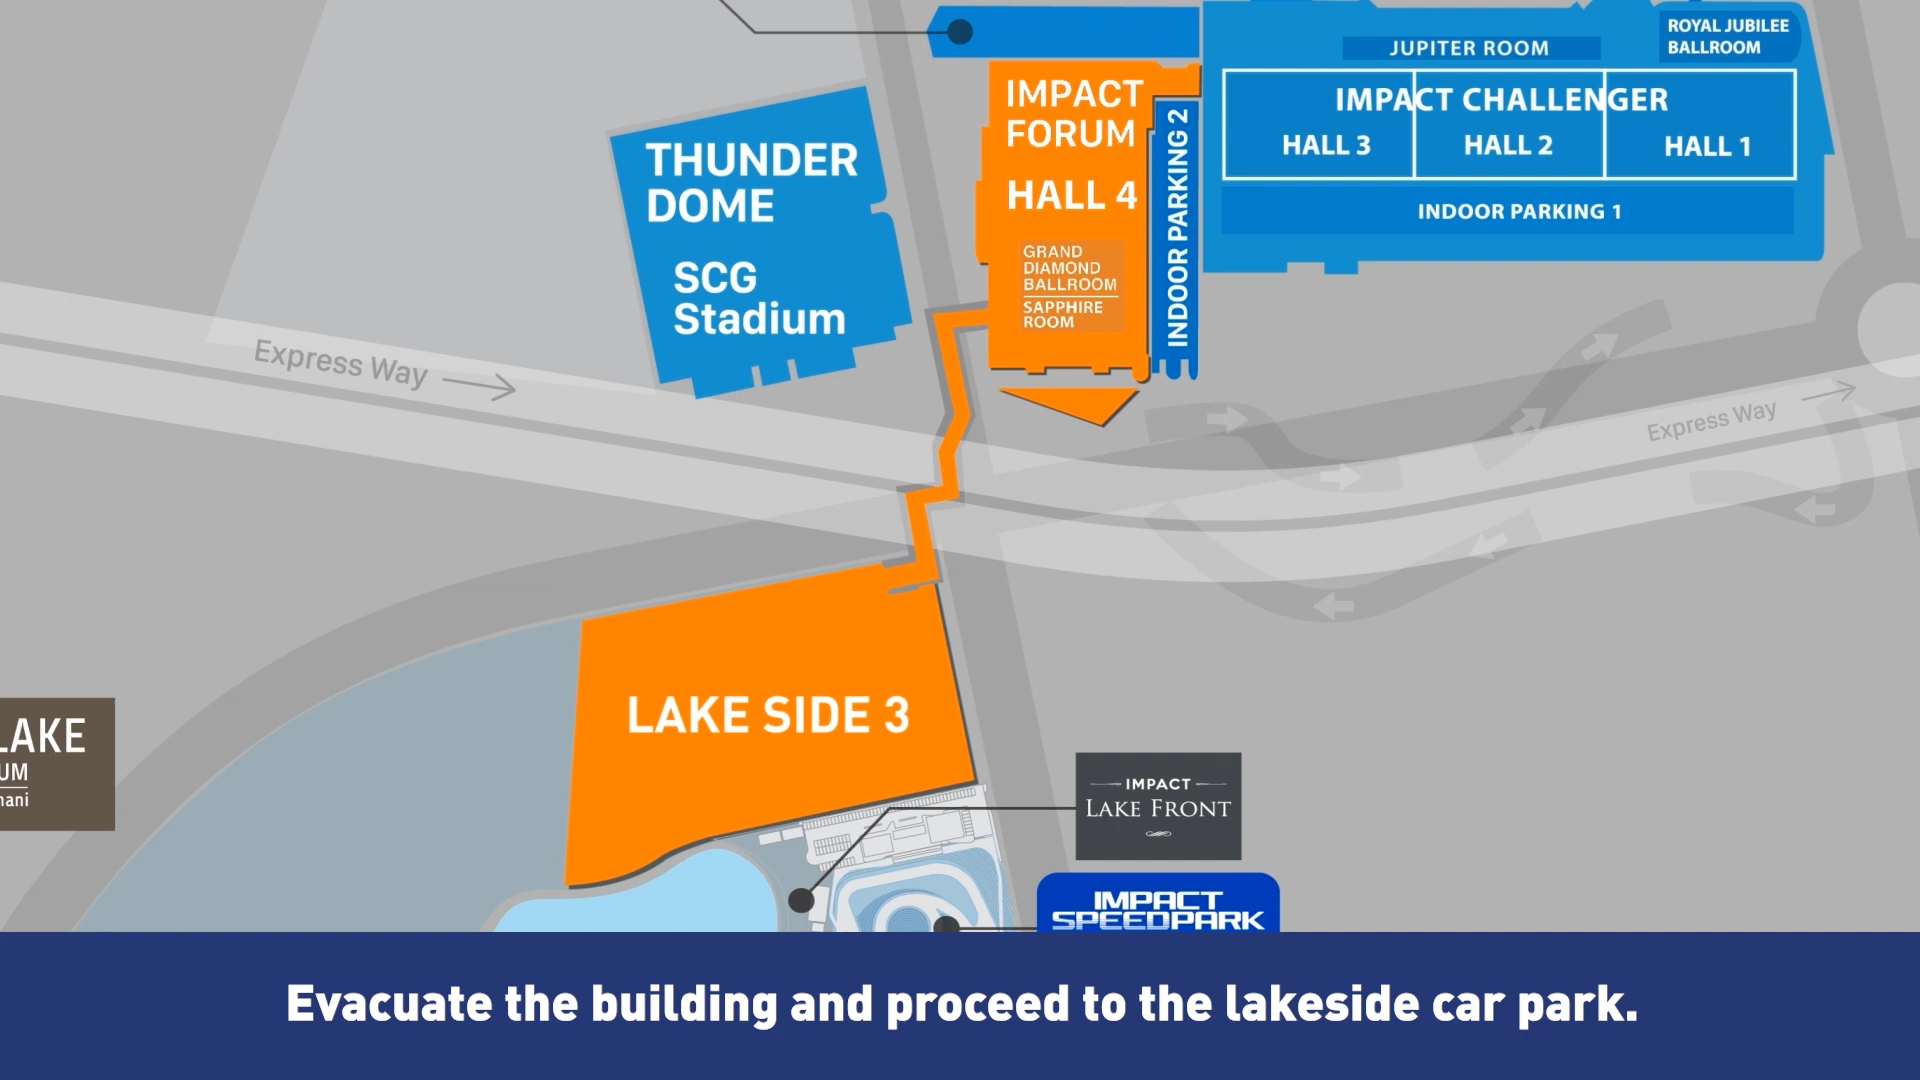 ROYAL JUBILEE
BALLROOM
JUPITER ROOM
IMPACT CHALLENGER
HALL 3
HALL 2
HALL 1
INDOOR PARKING 1
IMPACT
FORUM
HALL 4
GRAND
DIAMOND
BALLROOM
SAPPHIRE
ROOM
INDOOR PARKING 2
THUNDER
DOME
SCG
Stadium
Express Way
Express Way
LAKE SIDE 3
LAKE
UM
nani
IMPACT
LAKE FRONT
IMPACT
SPEEDPARK
Evacuate the building and proceed to the lakeside car park.